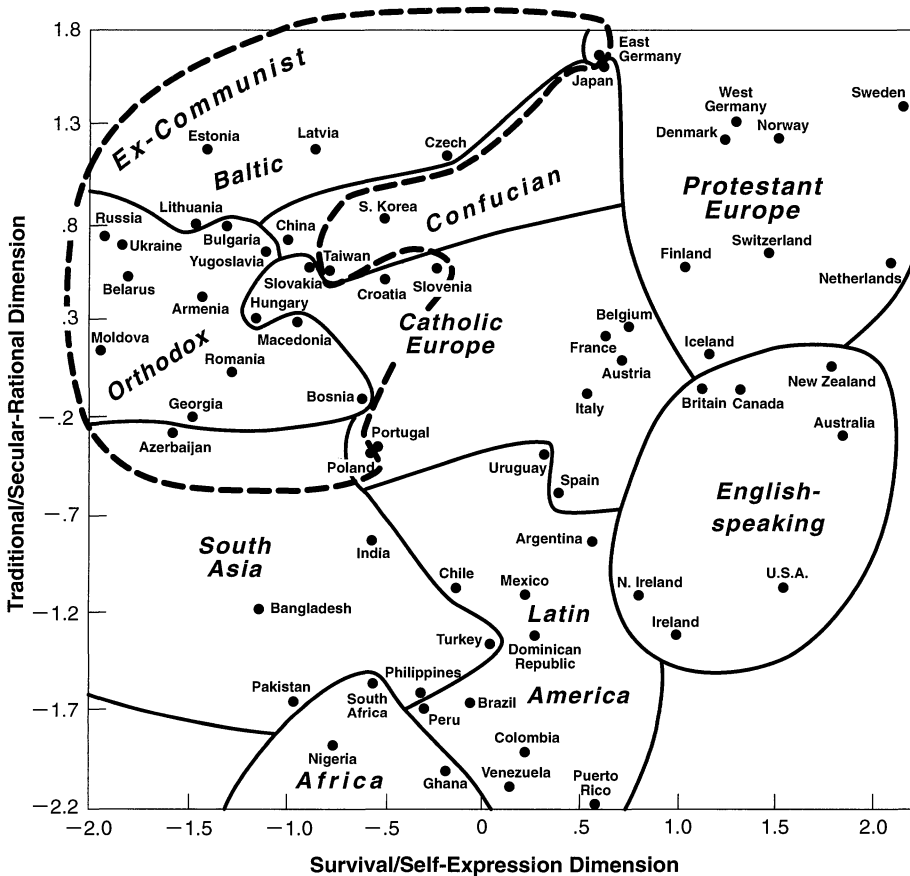 1.8
East
Germany
Japan
Ex-Communist
West
Germany
Sweden
1.3
Estonia
Latvia
Czech
Denmark
Norway
Baltic
Confucian
Protestant
Europe
Lithuania
Russia
.8
Ukraine
Bulgaria
China
S. Korea
Yugoslavia
Taiwan
Switzerland
Finland
Netherlands
Belarus
Slovakia
Croatia
Slovenia
Armenia
Hungary
.3
Macedonia
Catholic
Europe
Belgium
France
Austria
Iceland
Moldova
Orthodox
Romania
Bosnia
Italy
Britain
Canada
New Zealand
–.2
Georgia
Azerbaijan
Portugal
Poland
Uruguay
Spain
Australia
English-
speaking
–.7
South
Asia
India
Argentina
Chile
Mexico
N. Ireland
U.S.A.
–1.2
Bangladesh
Latin
Ireland
Turkey
Dominican
Republic
Philippines
Pakistan
South
Africa
America
–1.7
Peru
Brazil
Nigeria
Africa
Ghana
Colombia
Venezuela
Puerto
Rico
–2.2
–2.0
–1.5
–1.0
–.5
0
.5
1.0
1.5
2.0
Survival/Self-Expression Dimension
Traditional/Secular-Rational Dimension